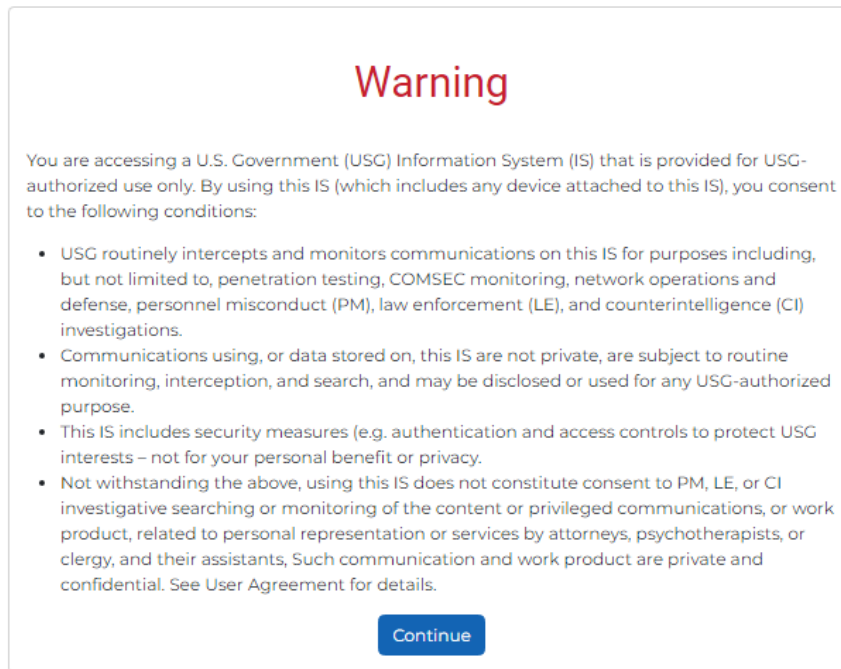 Warning
You are accessing a U.S. Government (USG) Information System (IS) that is provided for USG-
authorized use only. By using this IS (which includes any device attached to this IS), you consent
to the following conditions:
• USG routinely intercepts and monitors communications on this IS for purposes including,
but not limited to, penetration testing, COMSEC monitoring, network operations and
defense, personnel misconduct (PM), law enforcement (LE), and counterintelligence (CI)
investigations.
• Communications using, or data stored on, this IS are not private, are subject to routine
monitoring, interception, and search, and may be disclosed or used for any USG-authorized
purpose.
• This IS includes security measures (e.g. authentication and access controls to protect USG
interests – not for your personal benefit or privacy.
• Not withstanding the above, using this IS does not constitute consent to PM, LE, or CI
investigative searching or monitoring of the content or privileged communications, or work
product, related to personal representation or services by attorneys, psychotherapists, or
clergy, and their assistants, Such communication and work product are private and
confidential. See User Agreement for details.
Continue